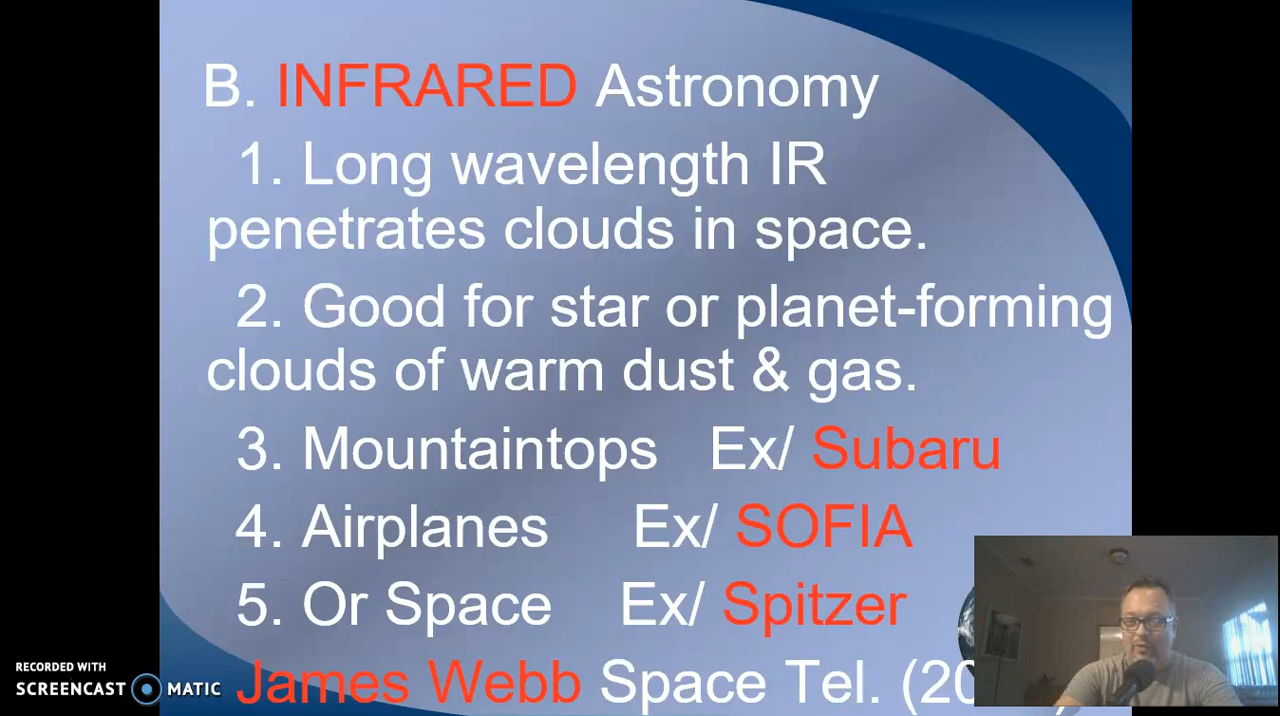 B. INFRARED Astronomy
1. Long wavelength IR
penetrates clouds in space.
2. Good for star or planet-forming
clouds of warm dust & gas.
3. Mountaintops Ex/ Subaru
4. Airplanes Ex/ SOFIA
5. Or Space Ex/ Spitzer
James Webb Space Tel.
RECORDED WITH
SCREENCAST MATIC